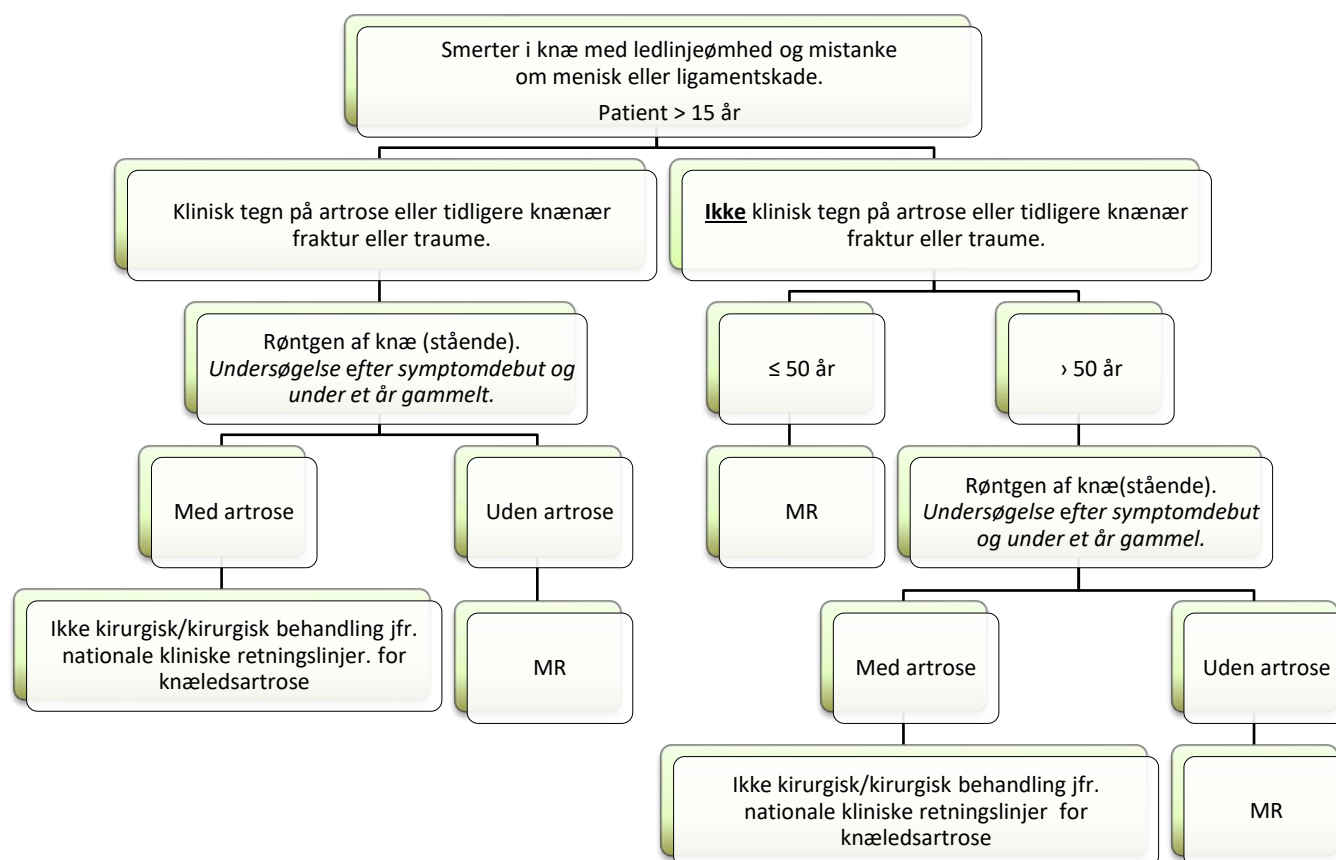 Smerter i knæ med ledlinjeømhed og mistanke
om menisk eller ligamentskade.
Patient > 15 år
Klinisk tegn på artrose eller tidligere knænær
fraktur eller traume.
Ikke klinisk tegn på artrose eller tidligere knænær
fraktur eller traume.
Røntgen af knæ (stående).
Undersøgelse efter symptomdebut og
under et år gammelt.
≤ 50 år
› 50 år
Med artrose
Uden artrose
MR
Røntgen af knæ(stående).
Undersøgelse efter symptomdebut
og under et år gammel.
Ikke kirurgisk/kirurgisk behandling jfr.
nationale kliniske retningslinjer. for
knæledsartrose
MR
Med artrose
Uden artrose
Ikke kirurgisk/kirurgisk behandling jfr.
nationale kliniske retningslinjer for
knæledsartrose
MR